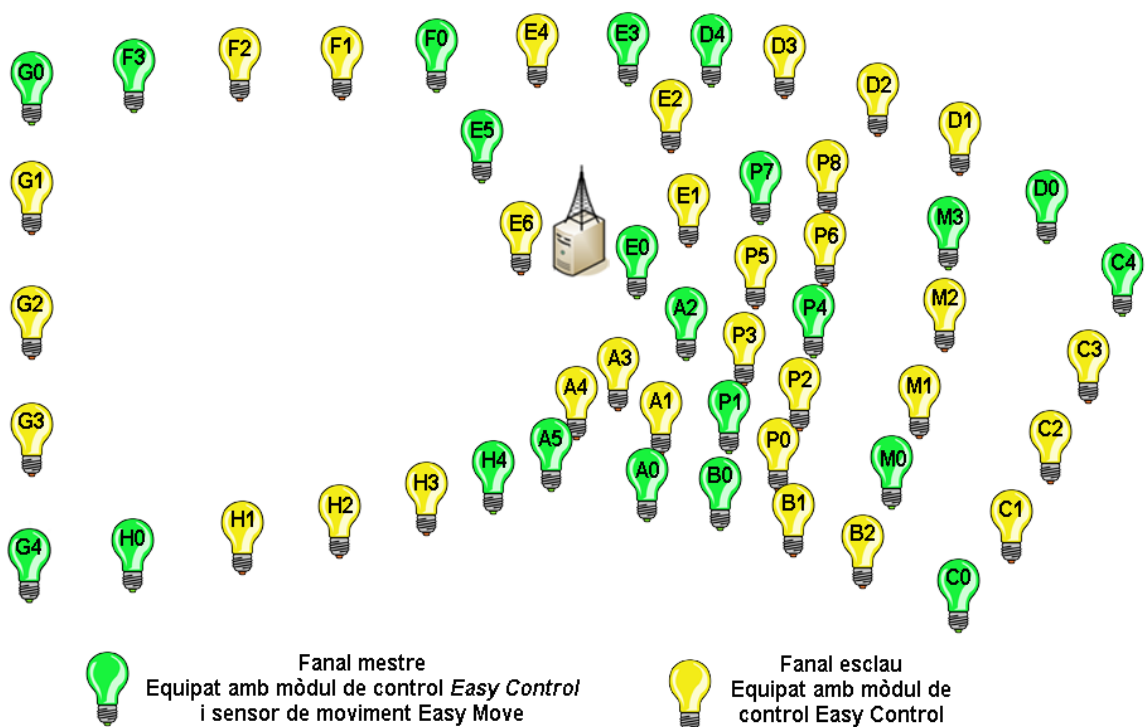 G0
F3
F2
F1
F0
E4
E3
D4
D3
E2
D2
D1
E5
G1
P7
P8
D0
E6
E1
M3
E0
P6
P5
C4
G2
A2
P4
M2
P3
C3
A3
A4
P2
M1
A1
P1
G3
A5
P0
C2
H4
A0
B0
M0
H3
H2
H1
B1
C1
B2
G4
H0
C0
Fanal mestre
Equipat amb mòdul de control Easy Control
i sensor de moviment Easy Move
Fanal esclau
Equipat amb mòdul de
control Easy Control